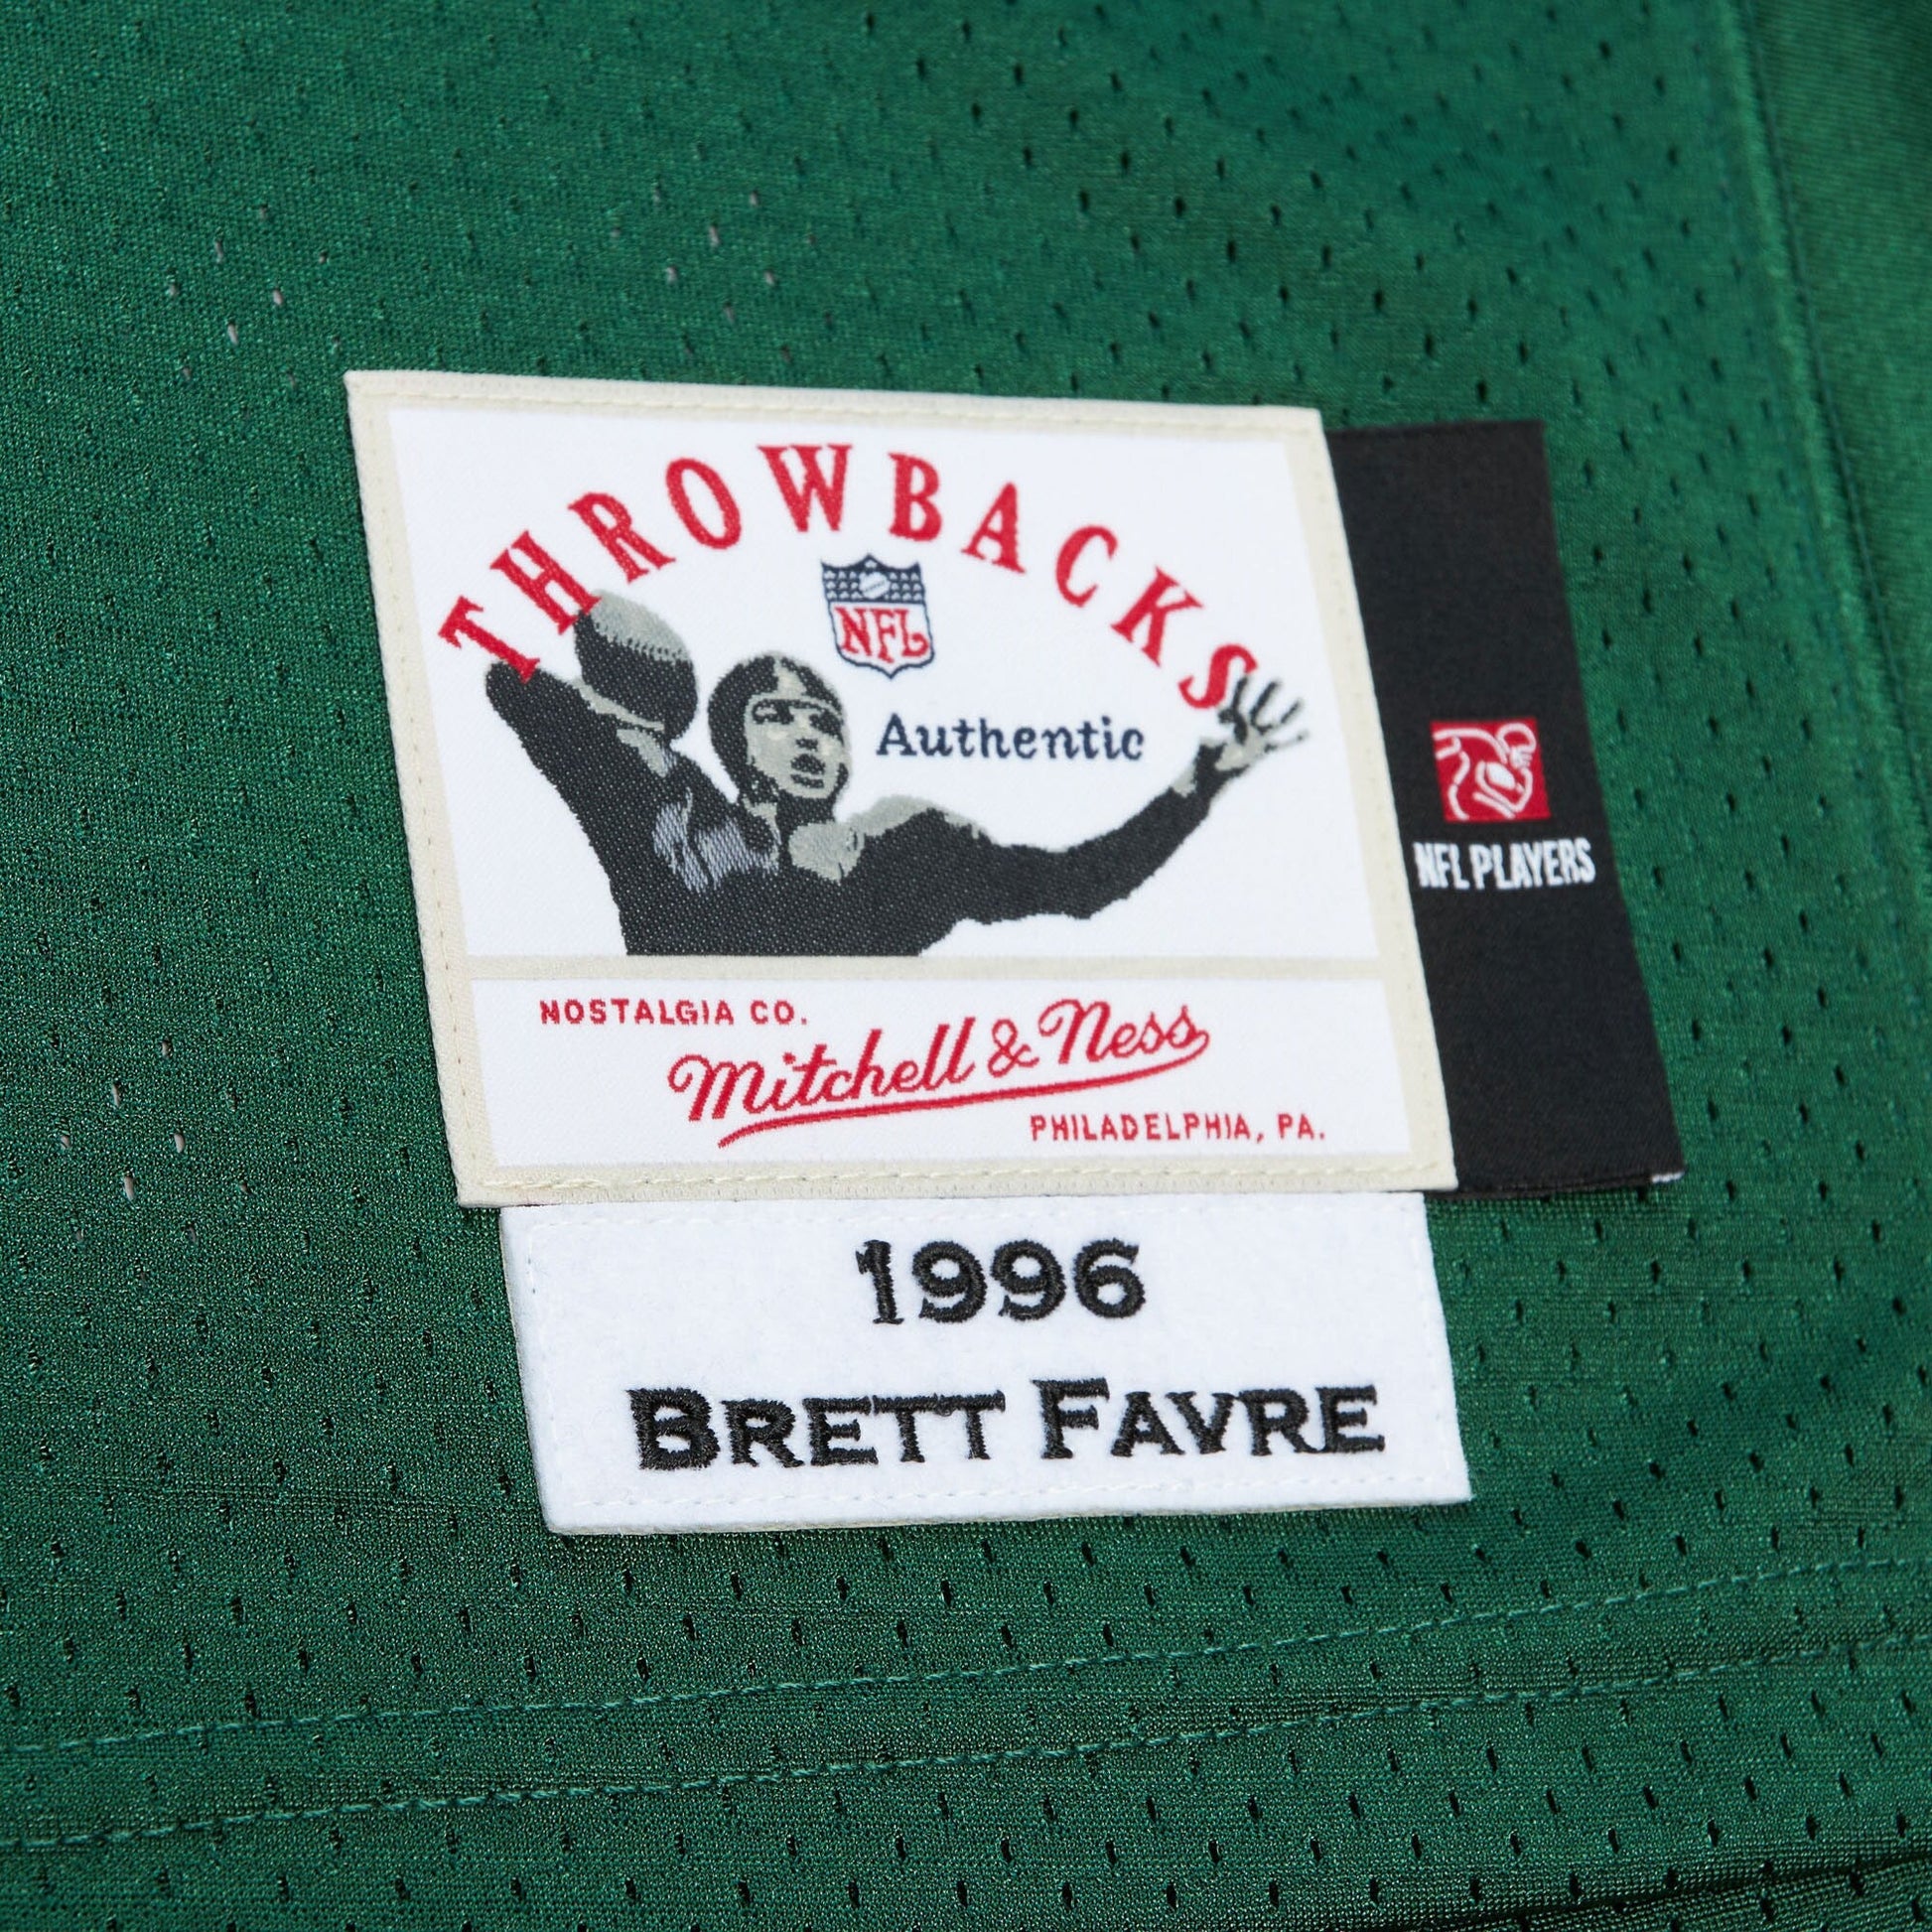 THROWBACKS
NFL
Authentic
NFL PLAYERS
NOSTALGIA CO.
Mitchell & Ness
PHILADELPHIA, PA.
1996
BRETT FAVRE